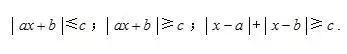 | ax+b |⩽c；| ax+b |⩾c；| x−a |+| x−b |⩾c .